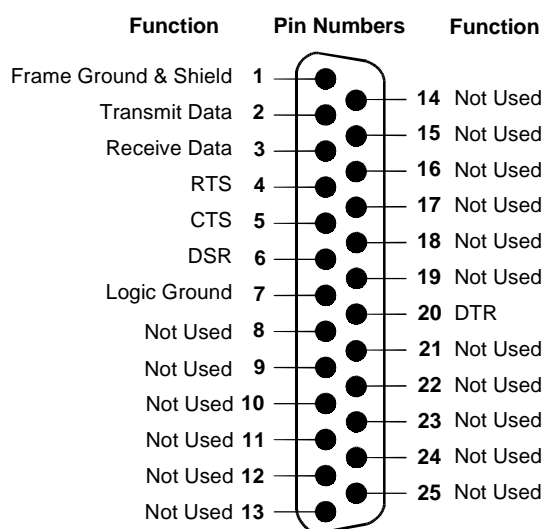 Function Pin Numbers Function
Frame Ground & Shield 1
14 Not Used
Transmit Data 2
15 Not Used
Receive Data 3
16 Not Used
RTS 4
17 Not Used
CTS 5
18 Not Used
DSR 6
19 Not Used
Logic Ground 7
20 DTR
Not Used 8
21 Not Used
Not Used 9
22 Not Used
Not Used 10
23 Not Used
Not Used 11
24 Not Used
Not Used 12
25 Not Used
Not Used 13